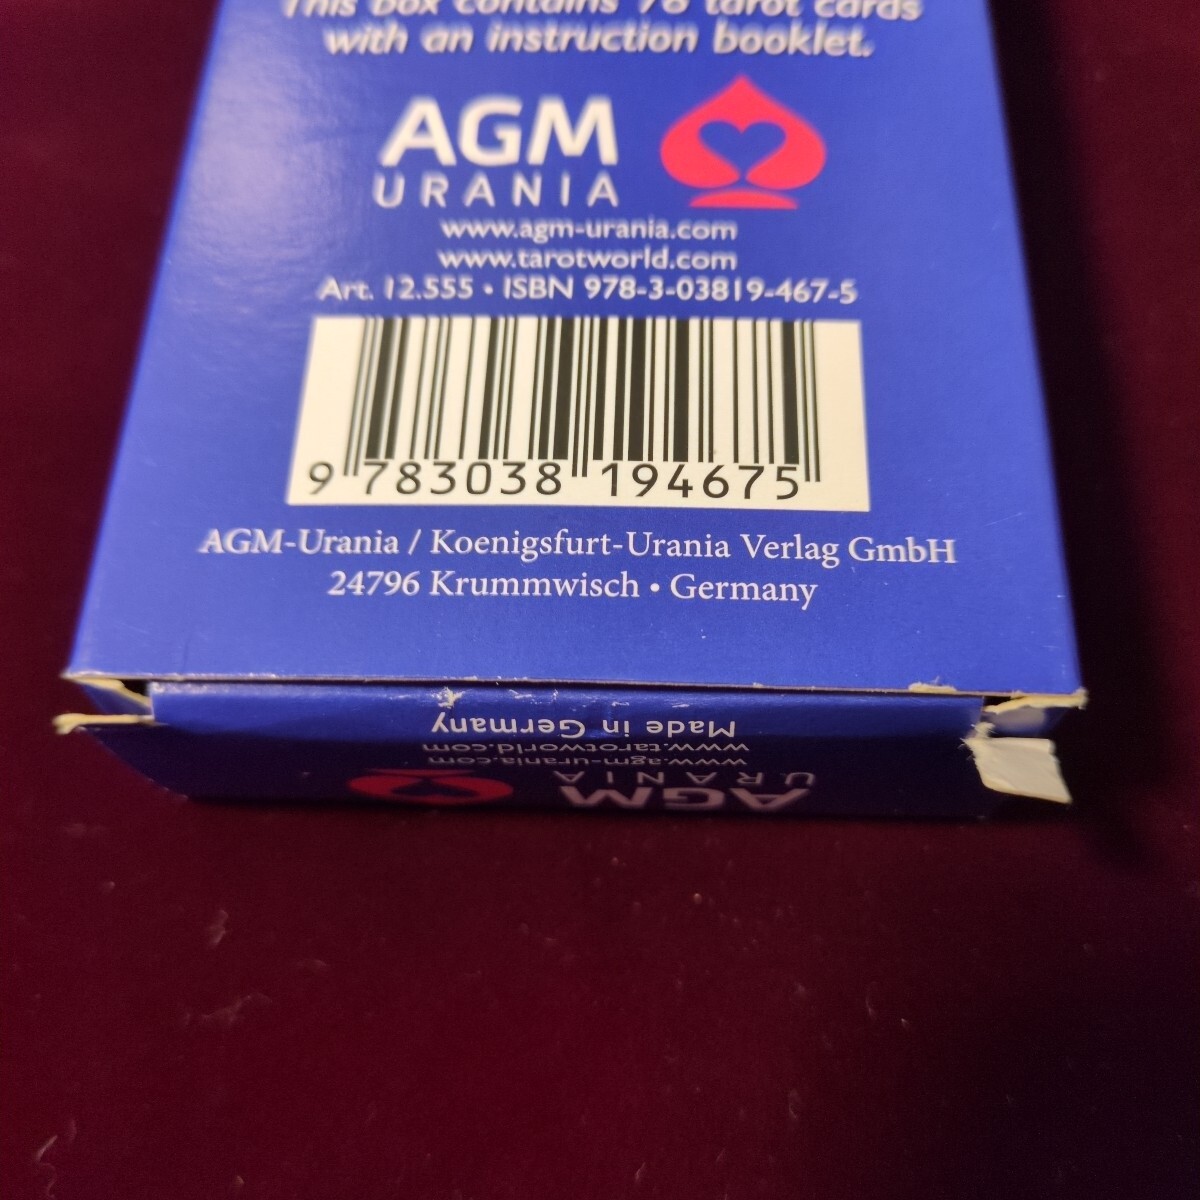 This box contains 78 tarot cards
with an instruction booklet.
AGM
URANIA
www.agm-urania.com
www.tarotworld.com
Art. 12.555 • ISBN 978-3-03819-467-5
9 783038 194675
AGM-Urania / Koenigsfurt-Urania Verlag GmbH
24796 Krummwisch • Germany
Made in Germany
www.tarotworld.com
www.agm-urania.com
URANIA
AGM